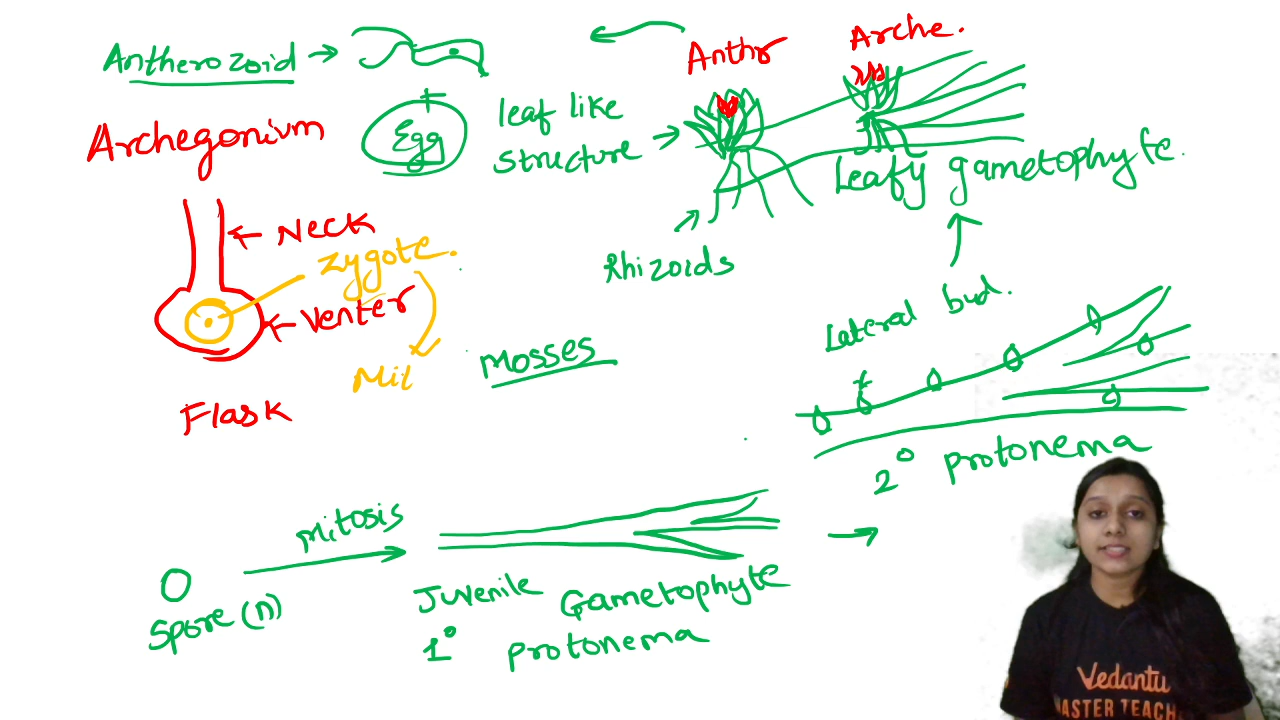 Antherozoid
Anthr
Arche.
+
Egg
leaf like
structure
Leafy gametophyte.
Archegonium
Neck
Zygote.
Venter
Mit
Flask
Rhizoids
Mosses
Lateral bud.
2° protonema
Mitosis
Spore(n)
Juvenile Gametophyte
1° protonema
Vedantu
MASTER TEACH